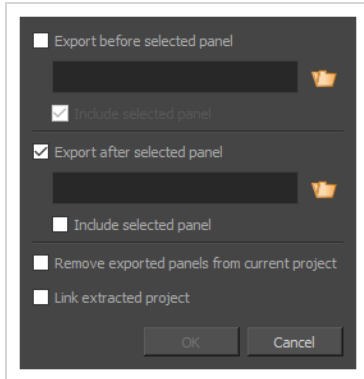 Export before selected panel
Include selected panel
Export after selected panel
Include selected panel
Remove exported panels from current project
Link extracted project
OK
Cancel